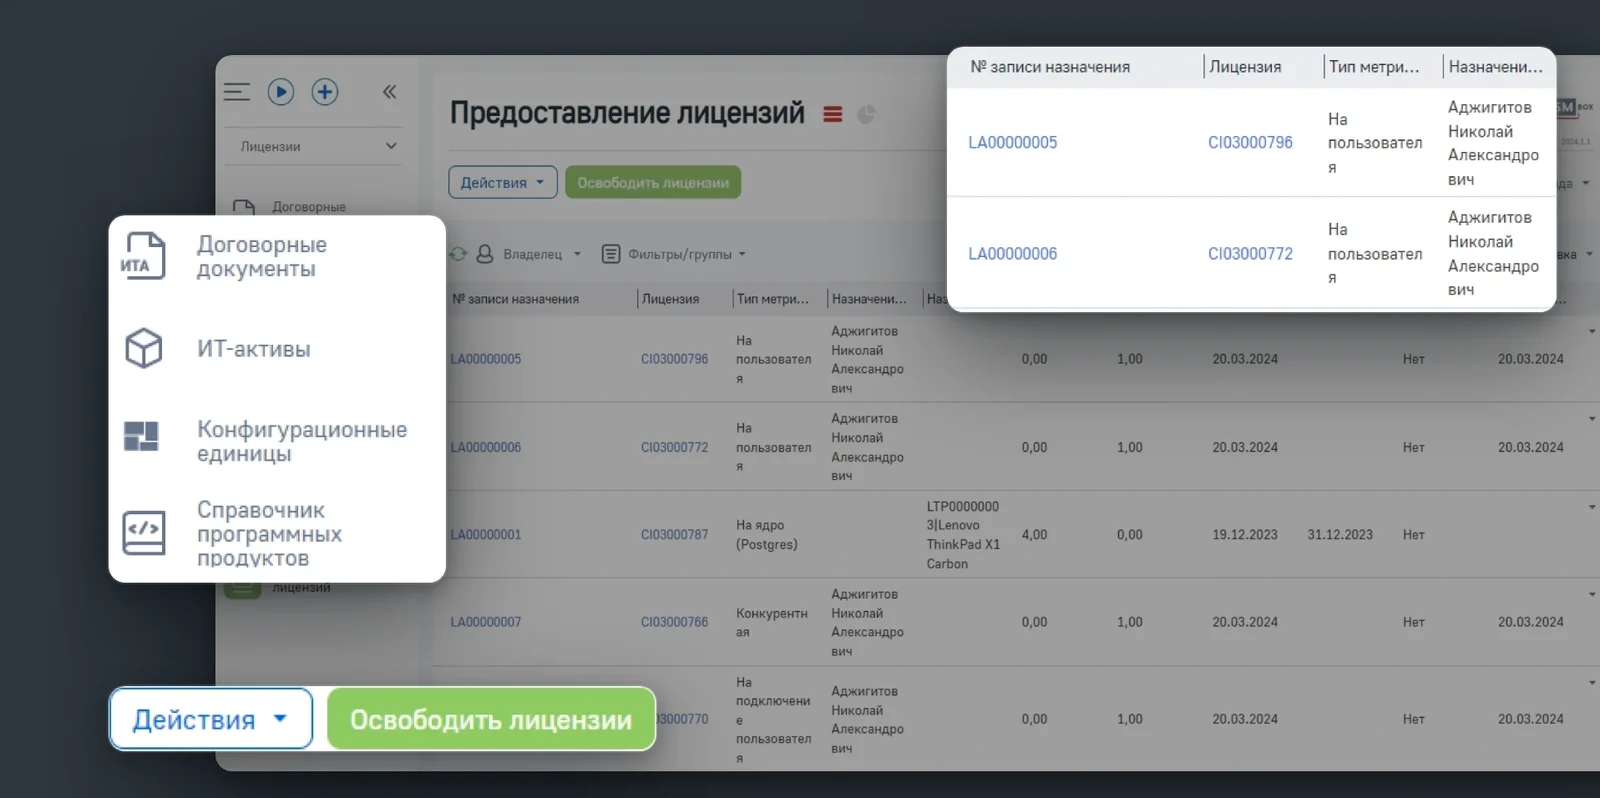 Лицензии
Договорные
Предоставление лицензий
Действия
Освободить лицензии
Владелец
Фильтры/группы
№ записи назначения
Лицензия
Тип метри...
Назначени...
LA00000005
CI03000796
На
пользовател
я
Аджигитов
Николай
Александро
вич
LA00000006
CI03000772
На
пользовател
я
Аджигитов
Николай
Александро
вич
2024.1.3
BOX
Договорные
документы
ИТА
ИТ-активы
Конфигурационные
единицы
Справочник
программных
продуктов
лицензии
№ записи назначения
Лицензия
Тип метри...
Назначени...
Наз
LA00000005
CI03000796
На
пользовател
я
Аджигитов
Николай
Александро
вич
0,00
1,00
20.03.2024
Нет
20.03.2024
LA00000006
CI03000772
На
пользовател
я
Аджигитов
Николай
Александро
вич
0,00
1,00
20.03.2024
Нет
20.03.2024
LA00000001
CI03000787
На ядро
(Postgres)
LTP0000000
3|Lenovo
ThinkPad X1
Carbon
4,00
0,00
19.12.2023
31.12.2023
Нет
LA00000007
CI03000766
Конкурентн
ая
Аджигитов
Николай
Александро
вич
0,00
1,00
20.03.2024
Нет
20.03.2024
03000770
На
подключени
е
пользовател
я
Аджигитов
Николай
Александро
вич
0,00
1,00
20.03.2024
Нет
20.03.2024
Действия
Освободить лицензии